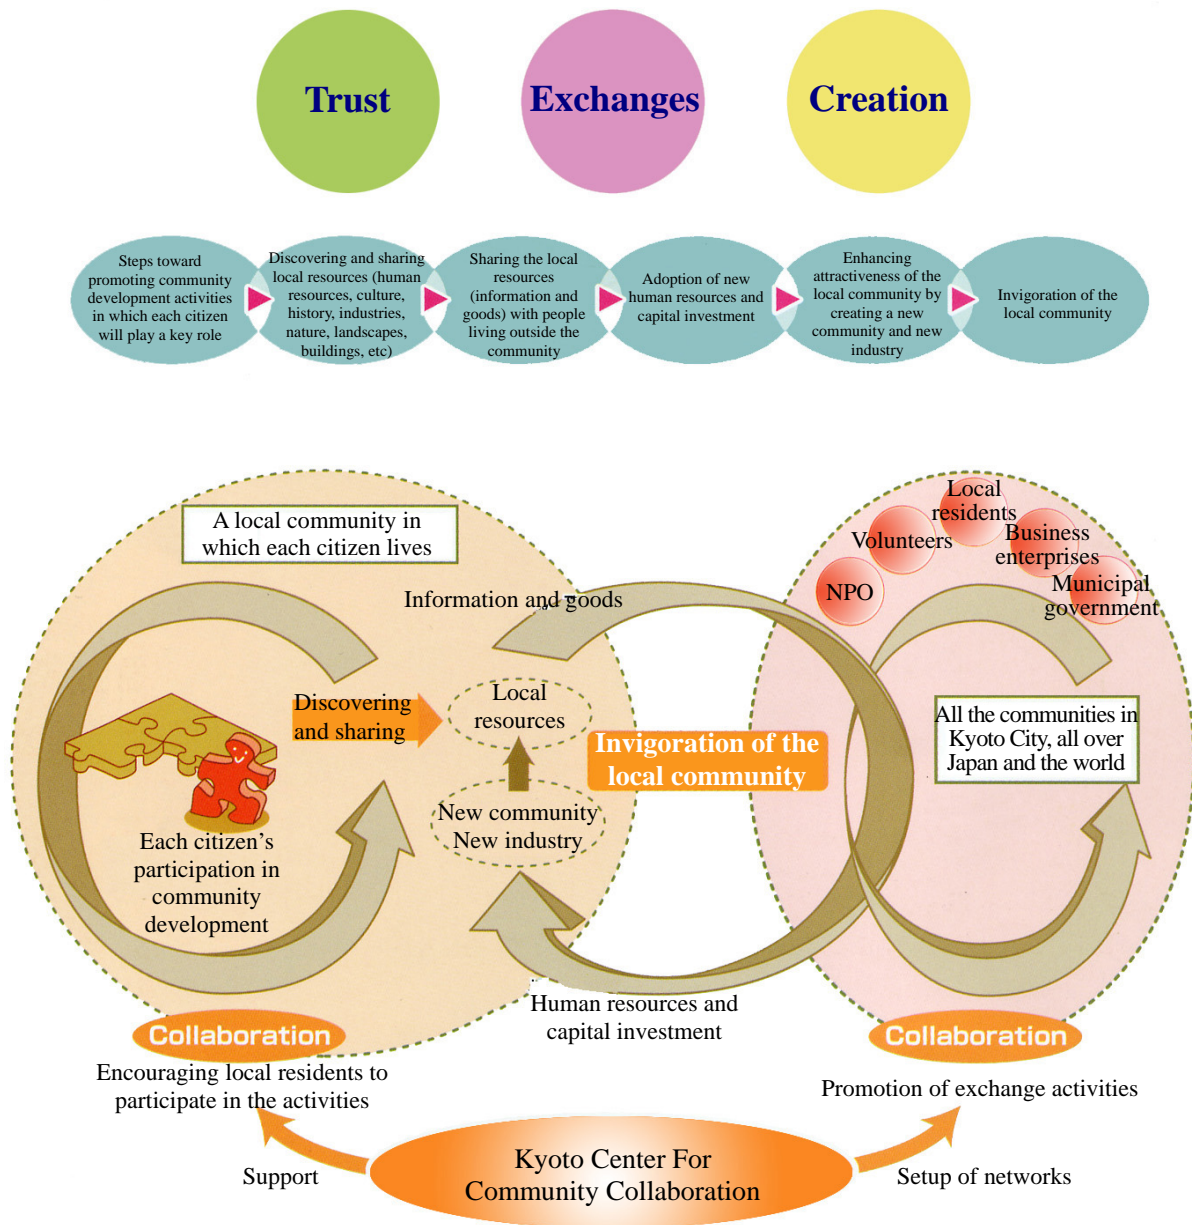 Trust
Exchanges
Creation
Steps toward
promoting community
development activities
in which each citizen
will play a key role
Discovering and sharing
local resources (human
resources, culture,
history, industries,
nature, landscapes,
buildings, etc)
Sharing the local
resources
(information and
goods) with people
living outside the
community
Adoption of new
human resources and
capital investment
Enhancing
attractiveness of the
local community by
creating a new
community and new
industry
Invigoration of the
local community
A local community in
which each citizen lives
Information and goods
Local
residents
Volunteers
Business
enterprises
NPO
Municipal
government
Discovering
and sharing
Local
resources
Invigoration of the
local community
All the communities in
Kyoto City, all over
Japan and the world
New community
New industry
Each citizen’s
participation in
community
development
Human resources and
capital investment
Collaboration
Encouraging local residents to
participate in the activities
Collaboration
Promotion of exchange activities
Support
Kyoto Center For
Community Collaboration
Setup of networks